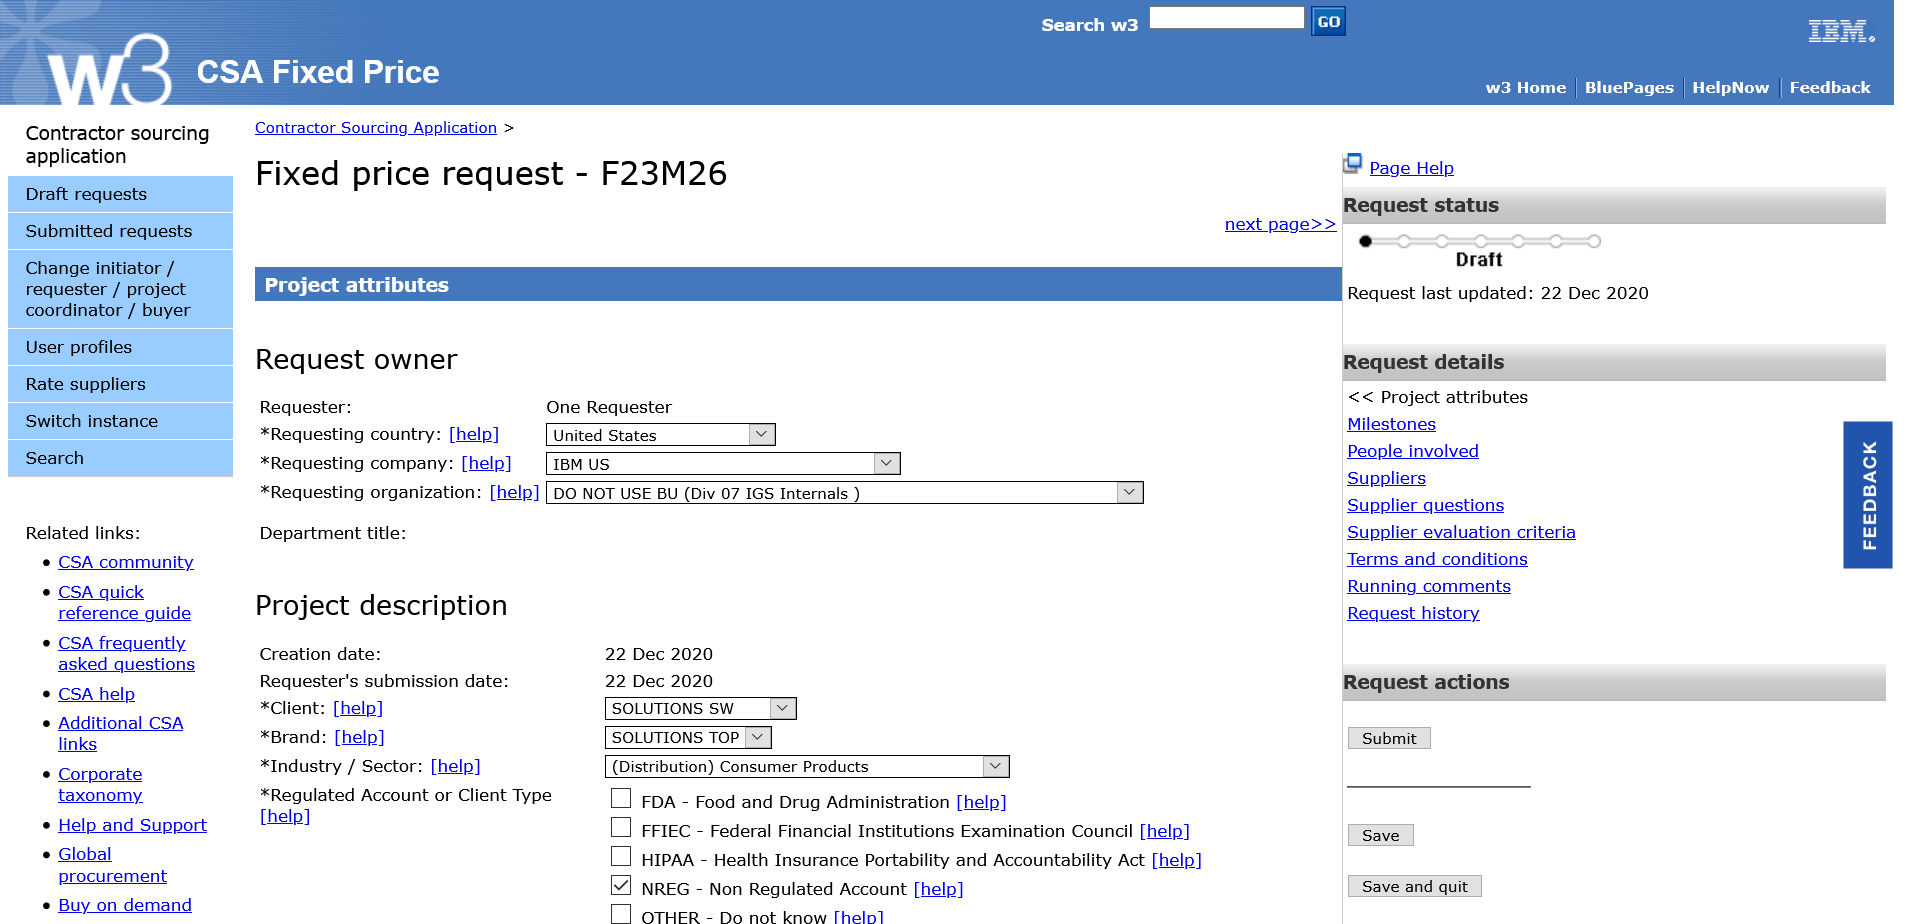 Search w3
GO
IBM.
w3
CSA Fixed Price
w3 Home
BluePages
HelpNow
Feedback
Contractor sourcing
application
Draft requests
Submitted requests
Change initiator /
requester / project
coordinator / buyer
User profiles
Rate suppliers
Switch instance
Search
Related links:
CSA community
CSA quick
reference guide
CSA frequently
asked questions
CSA help
Additional CSA
links
Corporate
taxonomy
Help and Support
Global
procurement
Buy on demand
Contractor Sourcing Application >
Fixed price request - F23M26
next page>>
Project attributes
Request owner
Requester: One Requester
*Requesting country: [help] United States
*Requesting company: [help] IBM US
*Requesting organization: [help] DO NOT USE BU (Div 07 IGS Internals )
Department title:
Project description
Creation date: 22 Dec 2020
Requester's submission date: 22 Dec 2020
*Client: [help] SOLUTIONS SW
*Brand: [help] SOLUTIONS TOP
*Industry / Sector: [help] (Distribution) Consumer Products
*Regulated Account or Client Type
[help]
FDA - Food and Drug Administration [help]
FFIEC - Federal Financial Institutions Examination Council [help]
HIPAA - Health Insurance Portability and Accountability Act [help]
NREG - Non Regulated Account [help]
OTHER - Do not know [help]
Page Help
Request status
Draft
Request last updated: 22 Dec 2020
Request details
<< Project attributes
Milestones
People involved
Suppliers
Supplier questions
Supplier evaluation criteria
Terms and conditions
Running comments
Request history
Request actions
Submit
Save
Save and quit
FEEDBACK